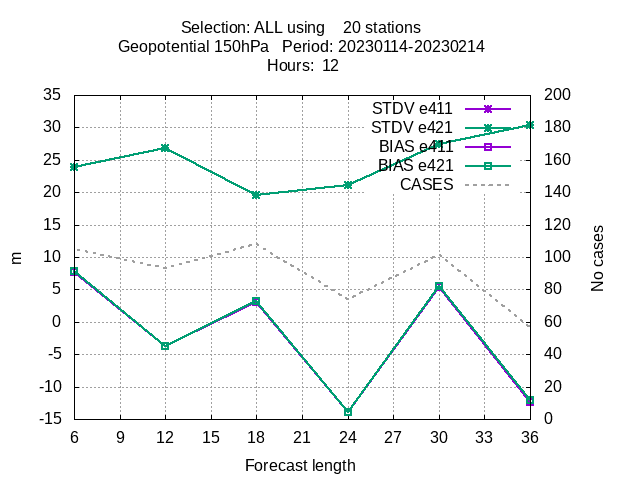 Selection: ALL using    20 stations
Geopotential 150hPa   Period: 20230114-20230214
Hours:  12
35 200
STDV e411
30 180
STDV e421
BIAS e411
25 160
BIAS e421
CASES
20 140
15 120
10 100
m
No cases
5 80
0 60
-5 40
-10 20
-15 0
6 9 12 15 18 21 24 27 30 33 36
Forecast length